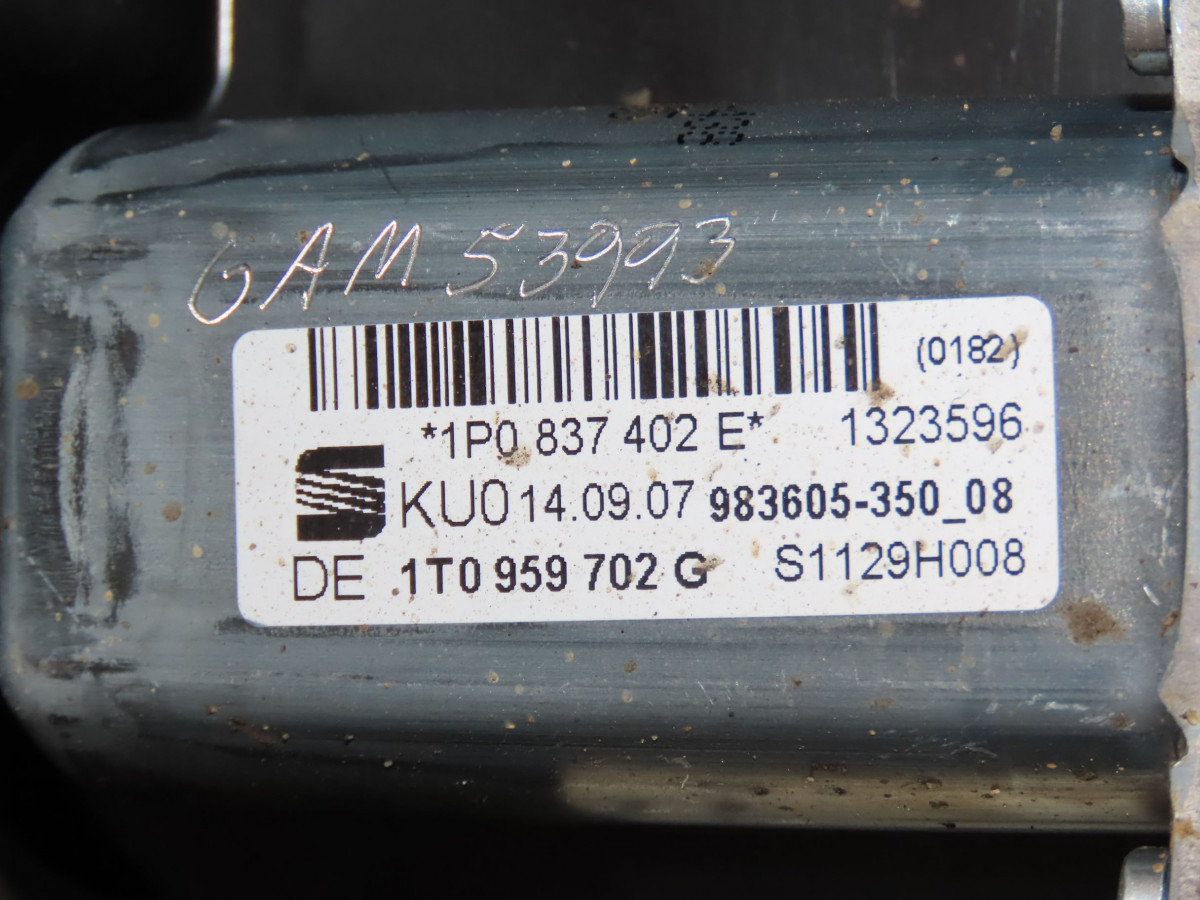 GAM 53993
(0182)
*1P0 837 402 E* 1323596
KU0 14.09.07 983605-350_08
DE 1T0 959 702 G S1129H008